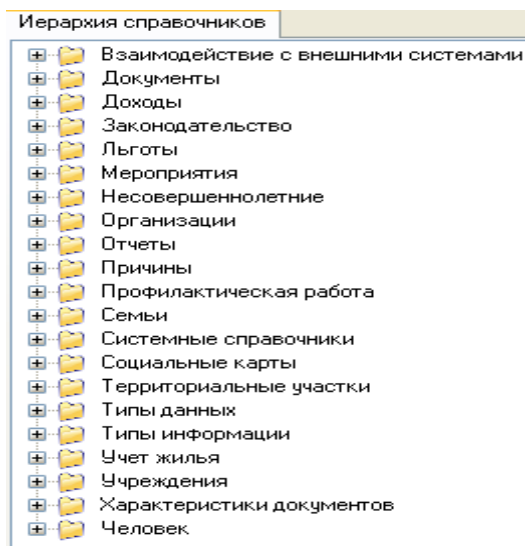 Иерархия справочников
Взаимодействие с внешними системами
Документы
Доходы
Законодательство
Льготы
Мероприятия
Несовершеннолетние
Организации
Отчеты
Причины
Профилактическая работа
Семьи
Системные справочники
Социальные карты
Территориальные участки
Типы данных
Типы информации
Учет жилья
Учреждения
Характеристики документов
Человек